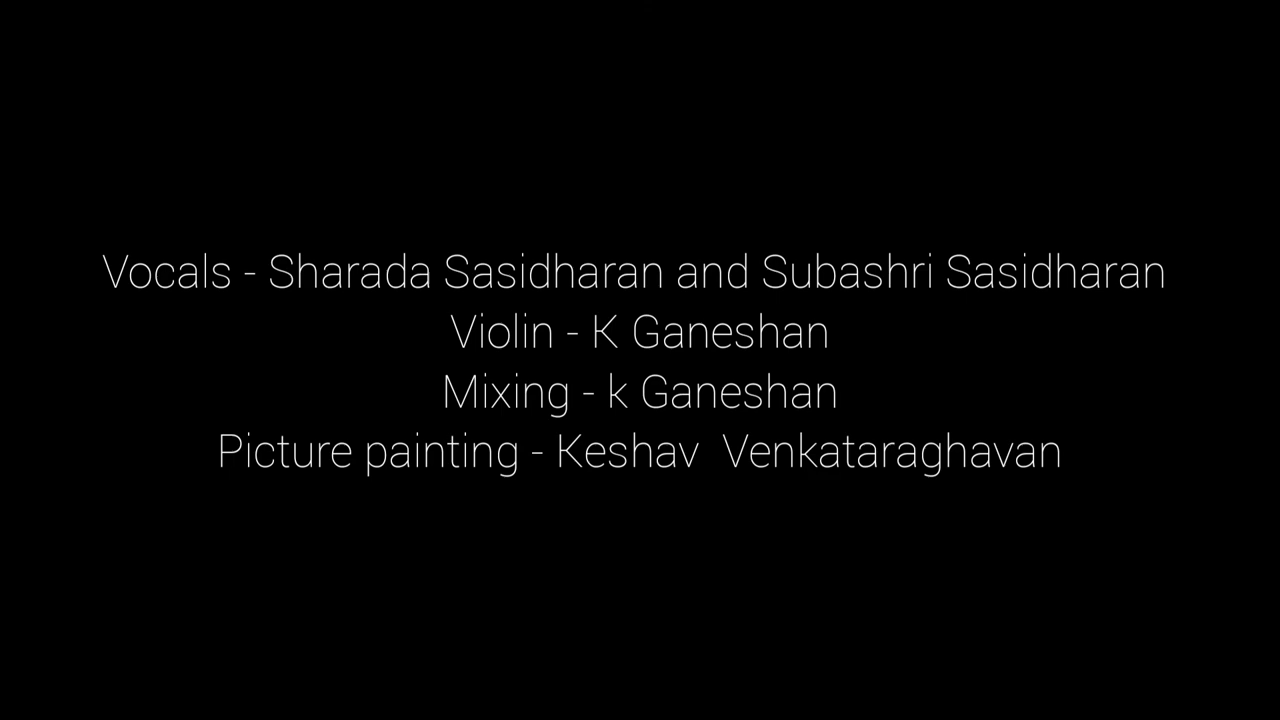 Vocals - Sharada Sasidharan and Subashri Sasidharan
Violin - K Ganeshan
Mixing - k Ganeshan
Picture painting - Keshav  Venkataraghavan